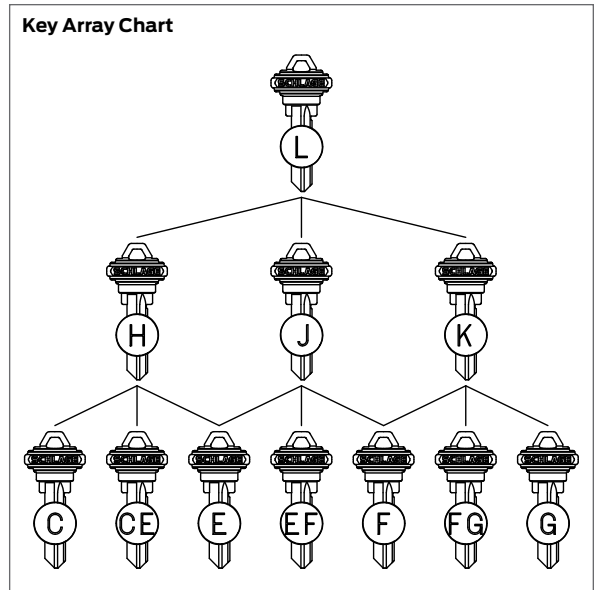 Key Array Chart
SCHLAGE
L
SCHLAGE SCHLAGE SCHLAGE
H J K
SCHLAGE SCHLAGE SCHLAGE SCHLAGE SCHLAGE SCHLAGE SCHLAGE
C CE E EF F FG G